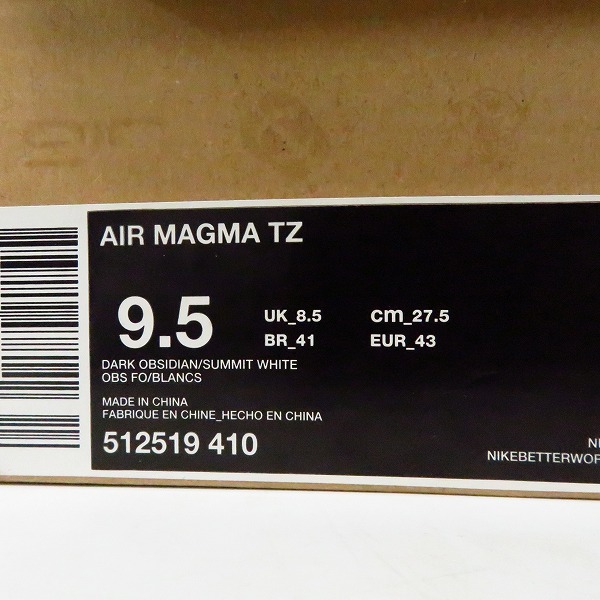 AIR MAGMA TZ
9.5
UK_8.5 cm_27.5
BR_41 EUR_43
DARK OBSIDIAN/SUMMIT WHITE
OBS FO/BLANCS
MADE IN CHINA
FABRIQUE EN CHINE_HECHO EN CHINA
512519 410